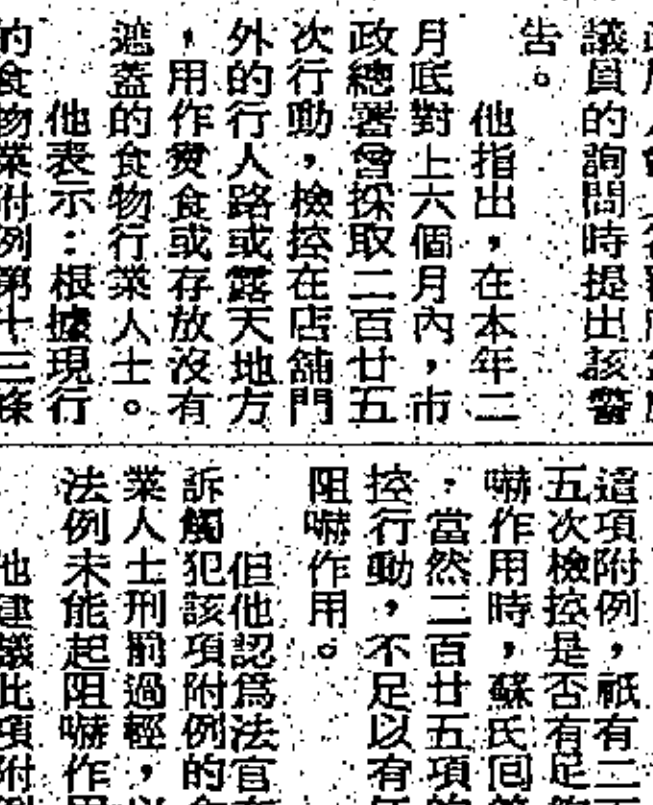 議員的詢問時提出該警
告。
他指出，在本年二
月底對上六個月內，市
政總署曾採取二百廿五
次行動，檢控在店舖門
外的行人路或露天地方
，用作賣食或存放沒有
遮蓋的食物行業人士。
他表示：根據現行
的食物業附例第十三條
這項附例，祇有二
五次檢控是否有足
嚇作用時，蘇氏回
，當然二百廿五項
控行動，不足以有
阻嚇作用。
但他認爲法官
訴觸犯該項附例的
業人士刑罰過輕，
法例未能起阻嚇作
他建議此項附